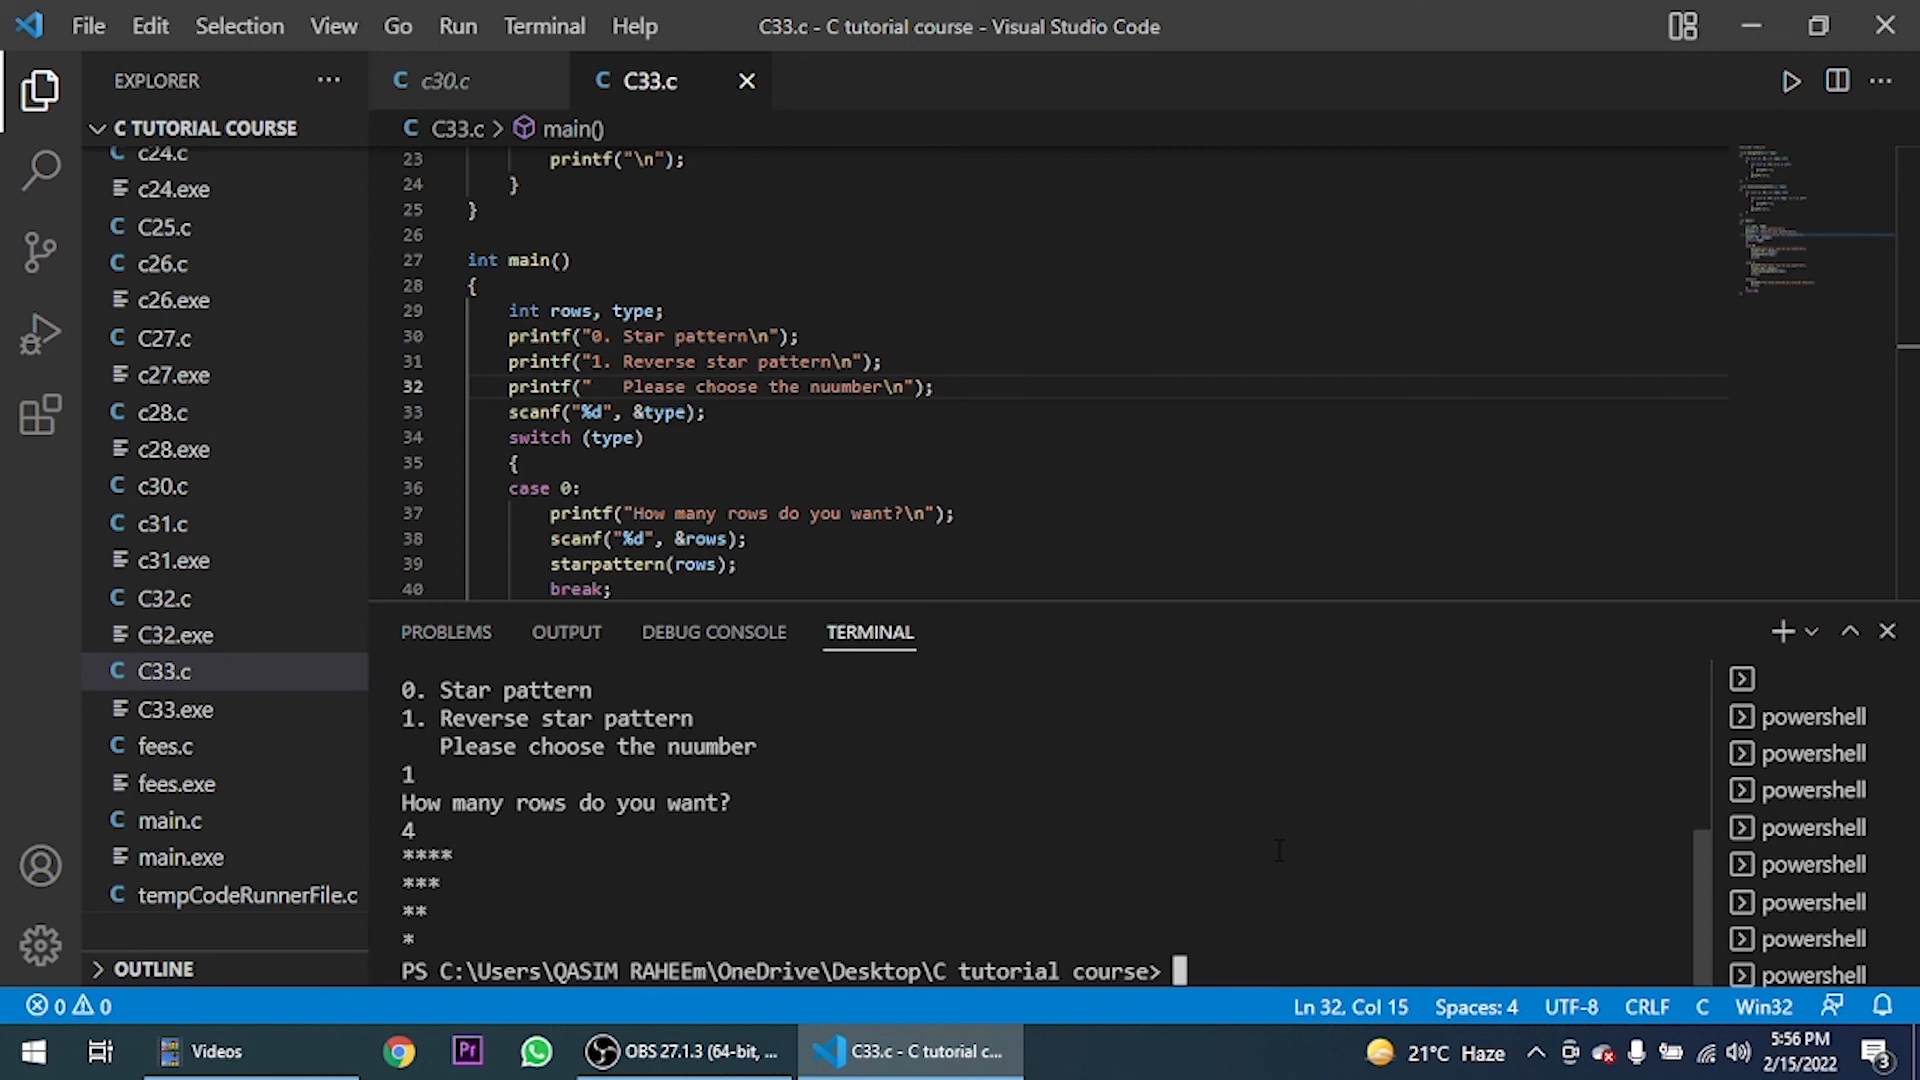 File Edit Selection View Go Run Terminal Help C33.c - C tutorial course - Visual Studio Code
EXPLORER ···
C c30.c C C33.c
C TUTORIAL COURSE
C C33.c > main()
C c24.c
c24.exe
C C25.c
C c26.c
c26.exe
C C27.c
c27.exe
C c28.c
c28.exe
C c30.c
C c31.c
c31.exe
C C32.c
C32.exe
C C33.c
C33.exe
C fees.c
fees.exe
C main.c
main.exe
C tempCodeRunnerFile.c
OUTLINE
23 printf("\n");
24 }
25 }
26
27 int main()
28 {
29 int rows, type;
30 printf("0. Star pattern\n");
31 printf("1. Reverse star pattern\n");
32 printf("   Please choose the nuumber\n");
33 scanf("%d", &type);
34 switch (type)
35 {
36 case 0:
37 printf("How many rows do you want?\n");
38 scanf("%d", &rows);
39 starpattern(rows);
40 break;
PROBLEMS OUTPUT DEBUG CONSOLE TERMINAL
0. Star pattern
1. Reverse star pattern
Please choose the nuumber
1
How many rows do you want?
4
****
***
**
*
PS C:\Users\QASIM RAHEEm\OneDrive\Desktop\C tutorial course>
powershell
powershell
powershell
powershell
powershell
powershell
powershell
powershell
0 0 Ln 32, Col 15 Spaces: 4 UTF-8 CRLF C Win32
Videos Pr OBS 27.1.3 (64-bit, ... C33.c - C tutorial c... 21°C Haze 5:56 PM
2/15/2022 3